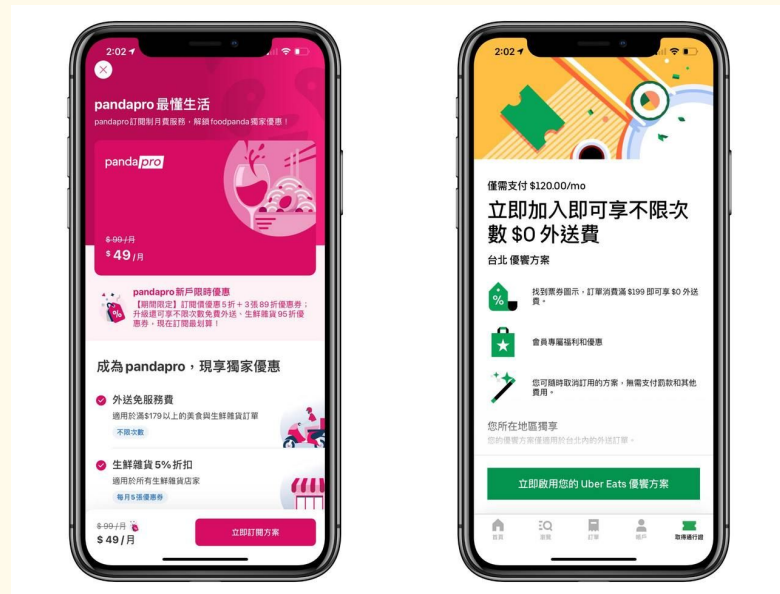 2:02
pandapro 最懂生活
pandapro訂閱制月費服務，解鎖foodpanda獨家優惠！
pandapro
$ 99 /月
$ 49 /月
pandapro新戶限時優惠
【期間限定】訂閱價優惠5折+3張89折優惠券；
升級還可享不限次數免費外送、生鮮雜貨95折優
惠券，現在訂閱最划算！
成為pandapro，現享獨家優惠
外送免服務費
適用於滿$179以上的美食與生鮮雜貨訂單
不限次數
生鮮雜貨5%折扣
適用於所有生鮮雜貨店家
每月5張優惠券
$ 99 /月
$ 49 /月
立即訂閱方案
2:02
僅需支付 $120.00/mo
立即加入即可享不限次
數 $0 外送費
台北 優饗方案
%
找到票券圖示，訂單消費滿 $199 即可享 $0 外送
費。
會員專屬福利和優惠
您可隨時取消訂用的方案，無需支付罰款和其他
費用。
您所在地區獨享
您的優饗方案僅適用於台北內的外送訂單。
立即啟用您的 Uber Eats 優饗方案
首頁
瀏覽
訂單
帳戶
取得通行證